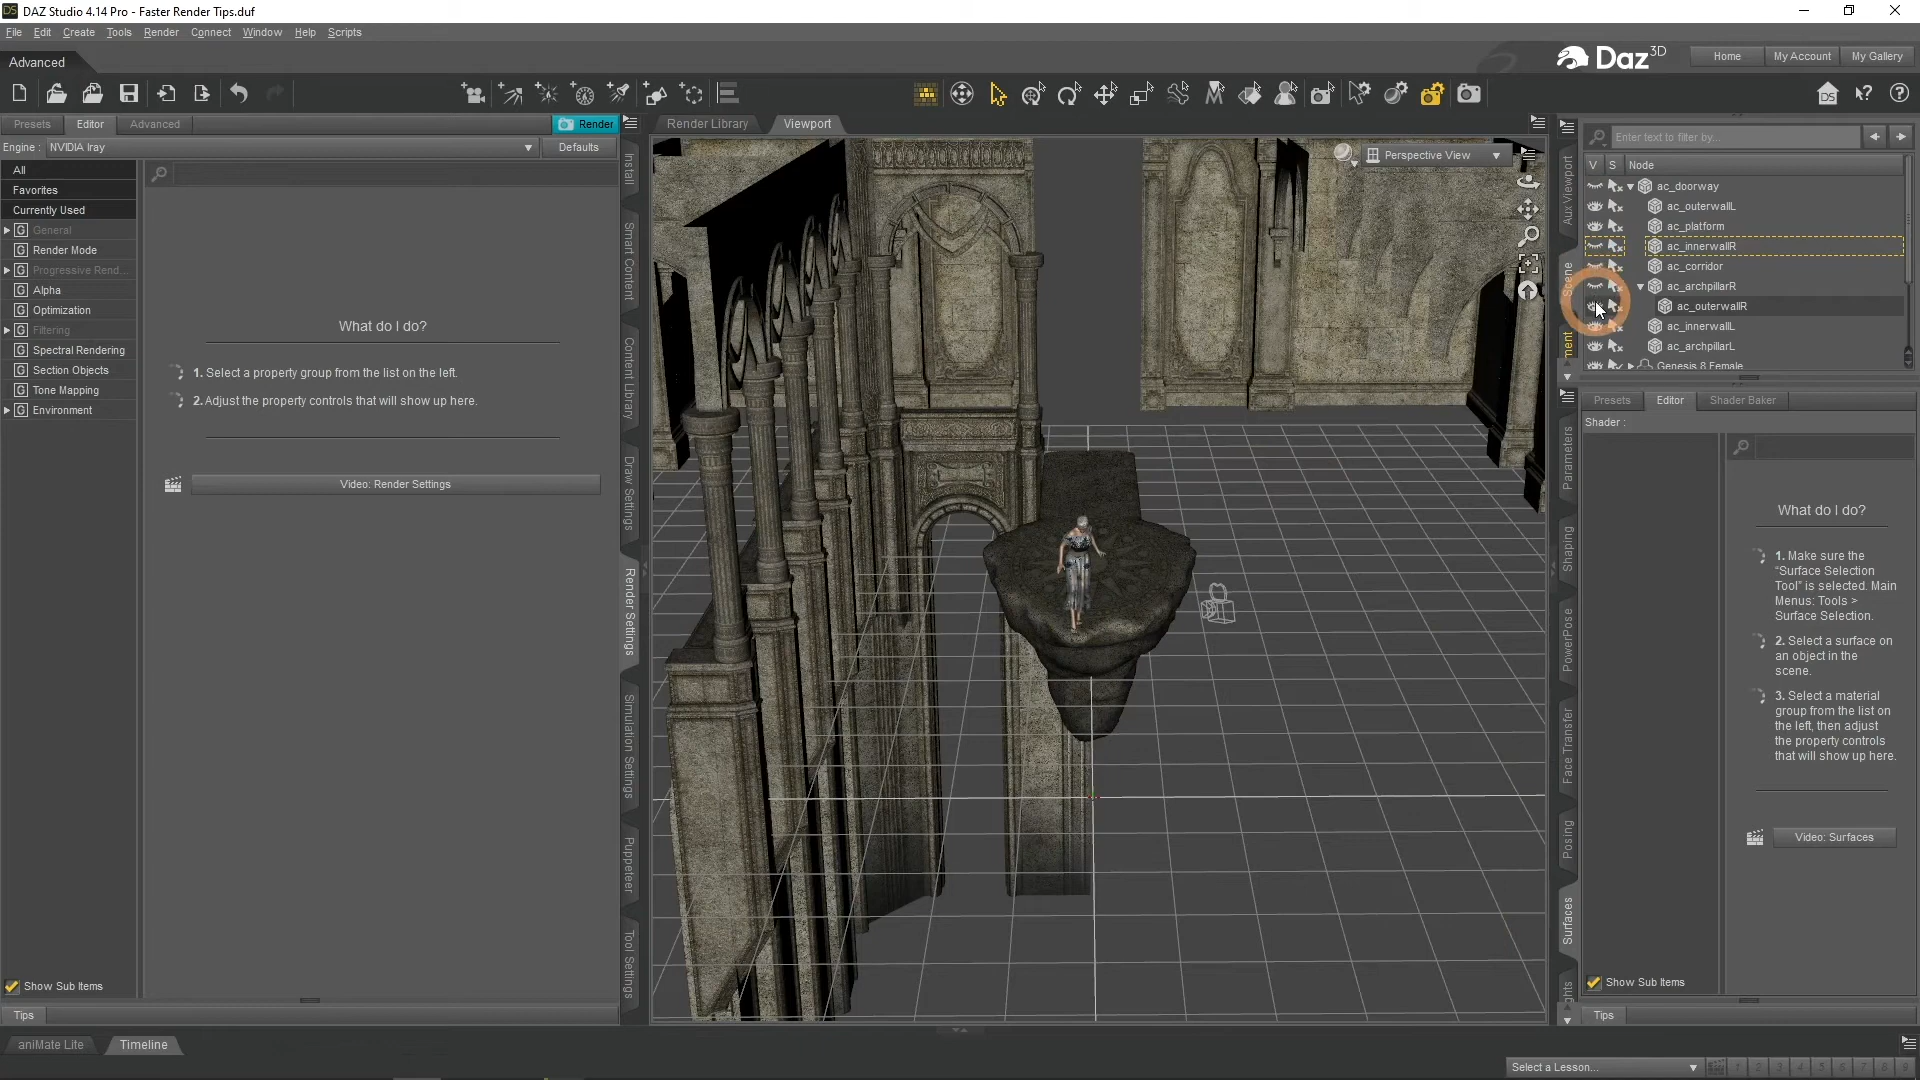 DAZ Studio 4.14 Pro - Faster Render Tips.duf
File Edit Create Tools Render Connect Window Help Scripts
Advanced
Daz 3D
Home My Account My Gallery
Presets Editor Advanced Render
Engine : NVIDIA Iray Defaults
All
Favorites
Currently Used
General
Render Mode
Progressive Rend...
Alpha
Optimization
Filtering
Spectral Rendering
Section Objects
Tone Mapping
Environment
What do I do?
1. Select a property group from the list on the left.
2. Adjust the property controls that will show up here.
Video: Render Settings
Show Sub Items
Tips
Install
Smart Content
Content Library
Draw Settings
Render Settings
Simulation Settings
Puppeteer
Tool Settings
Render Library Viewport
Perspective View
Aux Viewport
Scene
Enter text to filter by...
V S Node
ac_doorway
ac_outerwallL
ac_platform
ac_innerwallR
ac_corridor
ac_archpillarR
ac_outerwallR
ac_innerwallL
ac_archpillarL
Genesis 8 Female
Parameters
Shaping
PowerPose
Face Transfer
Posing
Surfaces
Presets Editor Shader Baker
Shader :
What do I do?
1. Make sure the
“Surface Selection
Tool” is selected. Main
Menus: Tools >
Surface Selection.
2. Select a surface on
an object in the
scene.
3. Select a material
group from the list on
the left, then adjust
the property controls
that will show up here.
Video: Surfaces
Show Sub Items
Tips
aniMate Lite Timeline
Select a Lesson...